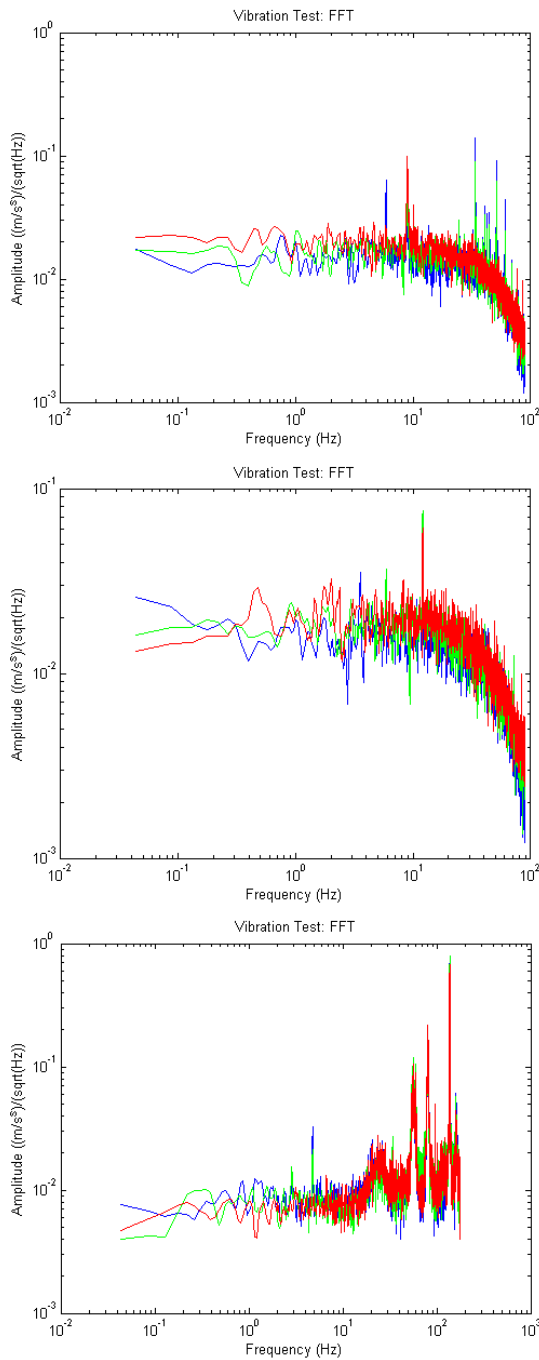 Vibration Test: FFT
10^0
10^-1
10^-2
10^-3
Amplitude ((m/s²)/(sqrt(Hz))
10^-2 10^-1 10^0 10^1 10^2
Frequency (Hz)
Vibration Test: FFT
10^-1
10^-2
10^-3
Amplitude ((m/s²)/(sqrt(Hz))
10^-2 10^-1 10^0 10^1 10^2
Frequency (Hz)
Vibration Test: FFT
10^0
10^-1
10^-2
10^-3
Amplitude ((m/s²)/(sqrt(Hz))
10^-2 10^-1 10^0 10^1 10^2 10^3
Frequency (Hz)